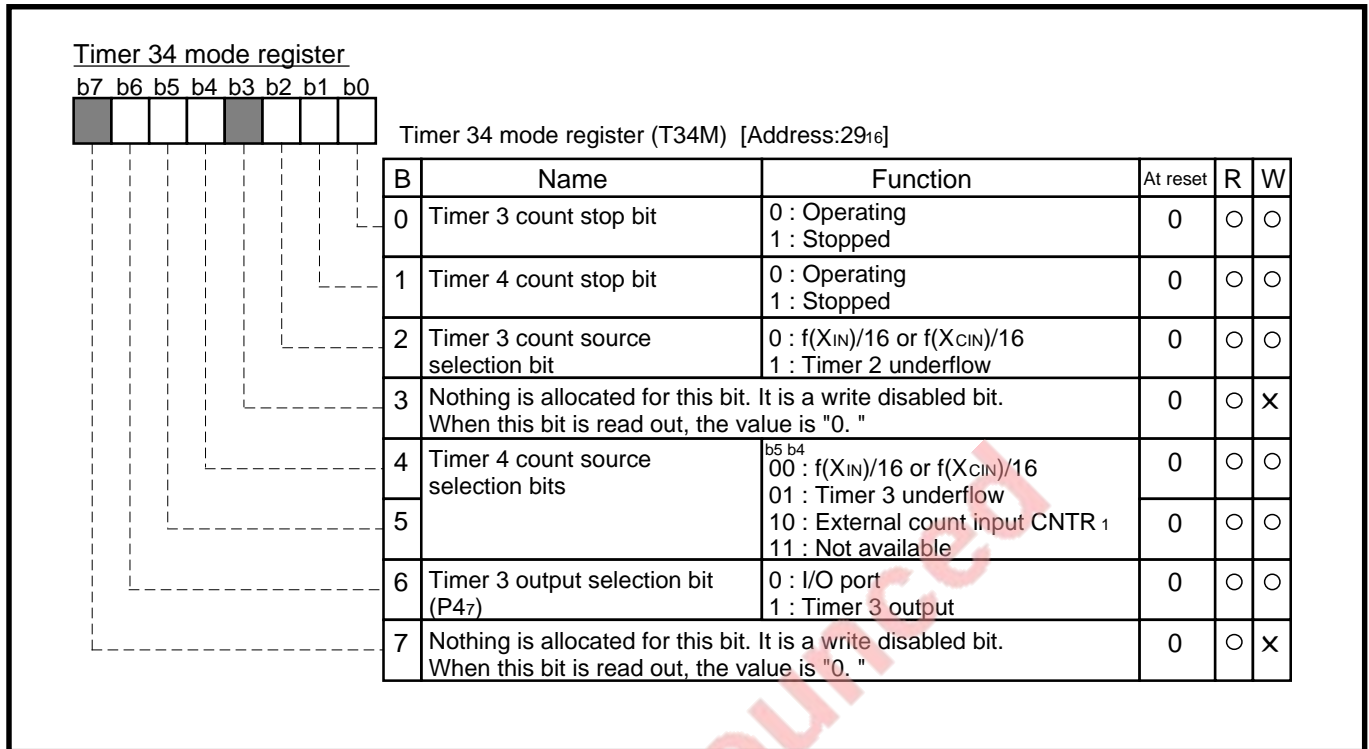 Timer 34 mode register
b7 b6 b5 b4 b3 b2 b1 b0
Timer 34 mode register (T34M) [Address:2916]
B Name Function At reset R W
0 Timer 3 count stop bit 0 : Operating 0 ○ ○
1 : Stopped
1 Timer 4 count stop bit 0 : Operating 0 ○ ○
1 : Stopped
2 Timer 3 count source 0 : f(XIN)/16 or f(XCIN)/16 0 ○ ○
selection bit 1 : Timer 2 underflow
3 Nothing is allocated for this bit. It is a write disabled bit. 0 ○ ×
When this bit is read out, the value is "0. "
b5 b4
4 Timer 4 count source 00 : f(XIN)/16 or f(XCIN)/16 0 ○ ○
selection bits 01 : Timer 3 underflow
5 10 : External count input CNTR 1 0 ○ ○
11 : Not available
6 Timer 3 output selection bit 0 : I/O port 0 ○ ○
(P47) 1 : Timer 3 output
7 Nothing is allocated for this bit. It is a write disabled bit. 0 ○ ×
When this bit is read out, the value is "0. "
ounced